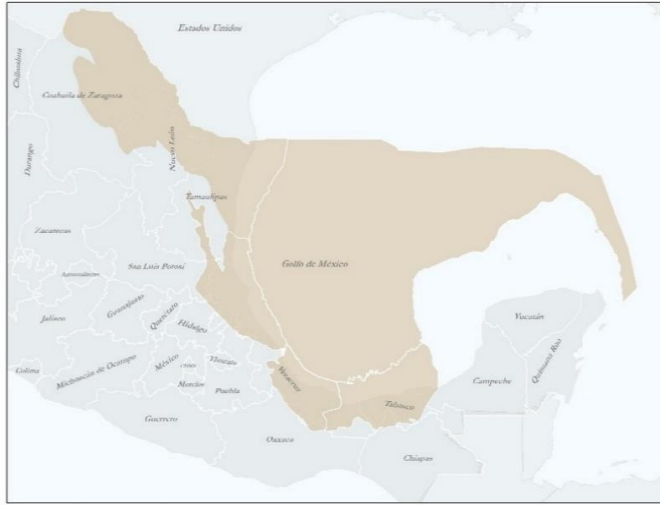 Estados Unidos
Chihuahua
Coahuila de Zaragoza
Nuevo León
Durango
Tamaulipas
Zacatecas
Golfo de México
San Luis Potosí
Aguascalientes
Guanajuato
Querétaro
Hidalgo
Jalisco
Yucatán
Quintana Roo
Campeche
México
CDMX
Tlaxcala
Michoacán de Ocampo
Colima
Morelos
Puebla
Veracruz
Tabasco
Guerrero
Oaxaca
Chiapas